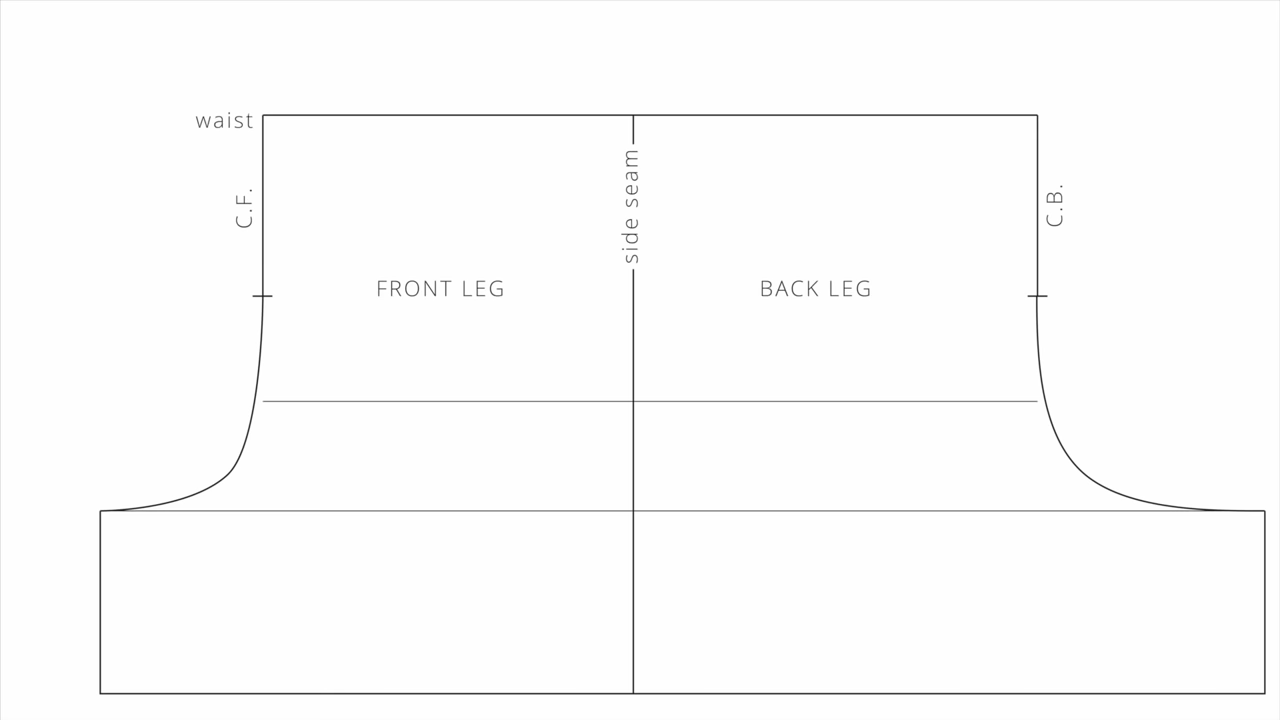 waist
C.F.
side seam
C.B.
FRONT LEG
BACK LEG